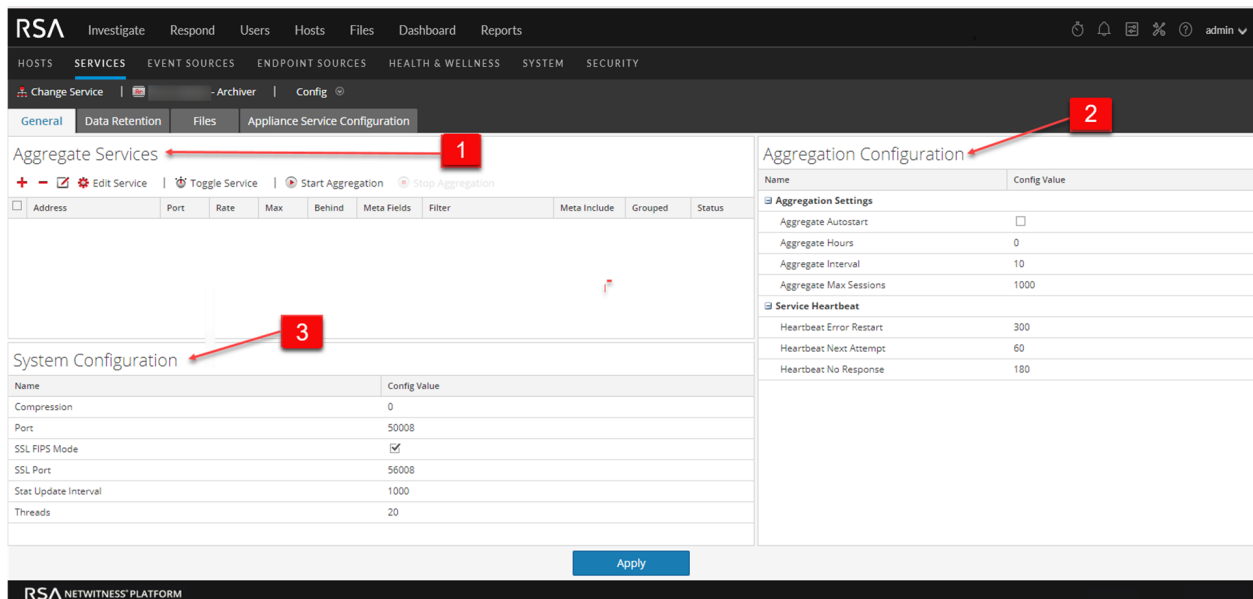 RSA Investigate Respond Users Hosts Files Dashboard Reports admin
HOSTS SERVICES EVENT SOURCES ENDPOINT SOURCES HEALTH & WELLNESS SYSTEM SECURITY
Change Service | - Archiver | Config
General Data Retention Files Appliance Service Configuration
1
2
Aggregate Services
Edit Service | Toggle Service | Start Aggregation Stop Aggregation
Address Port Rate Max Behind Meta Fields Filter Meta Include Grouped Status
Aggregation Configuration
Name Config Value
Aggregation Settings
Aggregate Autostart
Aggregate Hours 0
Aggregate Interval 10
Aggregate Max Sessions 1000
Service Heartbeat
Heartbeat Error Restart 300
Heartbeat Next Attempt 60
Heartbeat No Response 180
3
System Configuration
Name Config Value
Compression 0
Port 50008
SSL FIPS Mode
SSL Port 56008
Stat Update Interval 1000
Threads 20
Apply
RSA NETWITNESS® PLATFORM